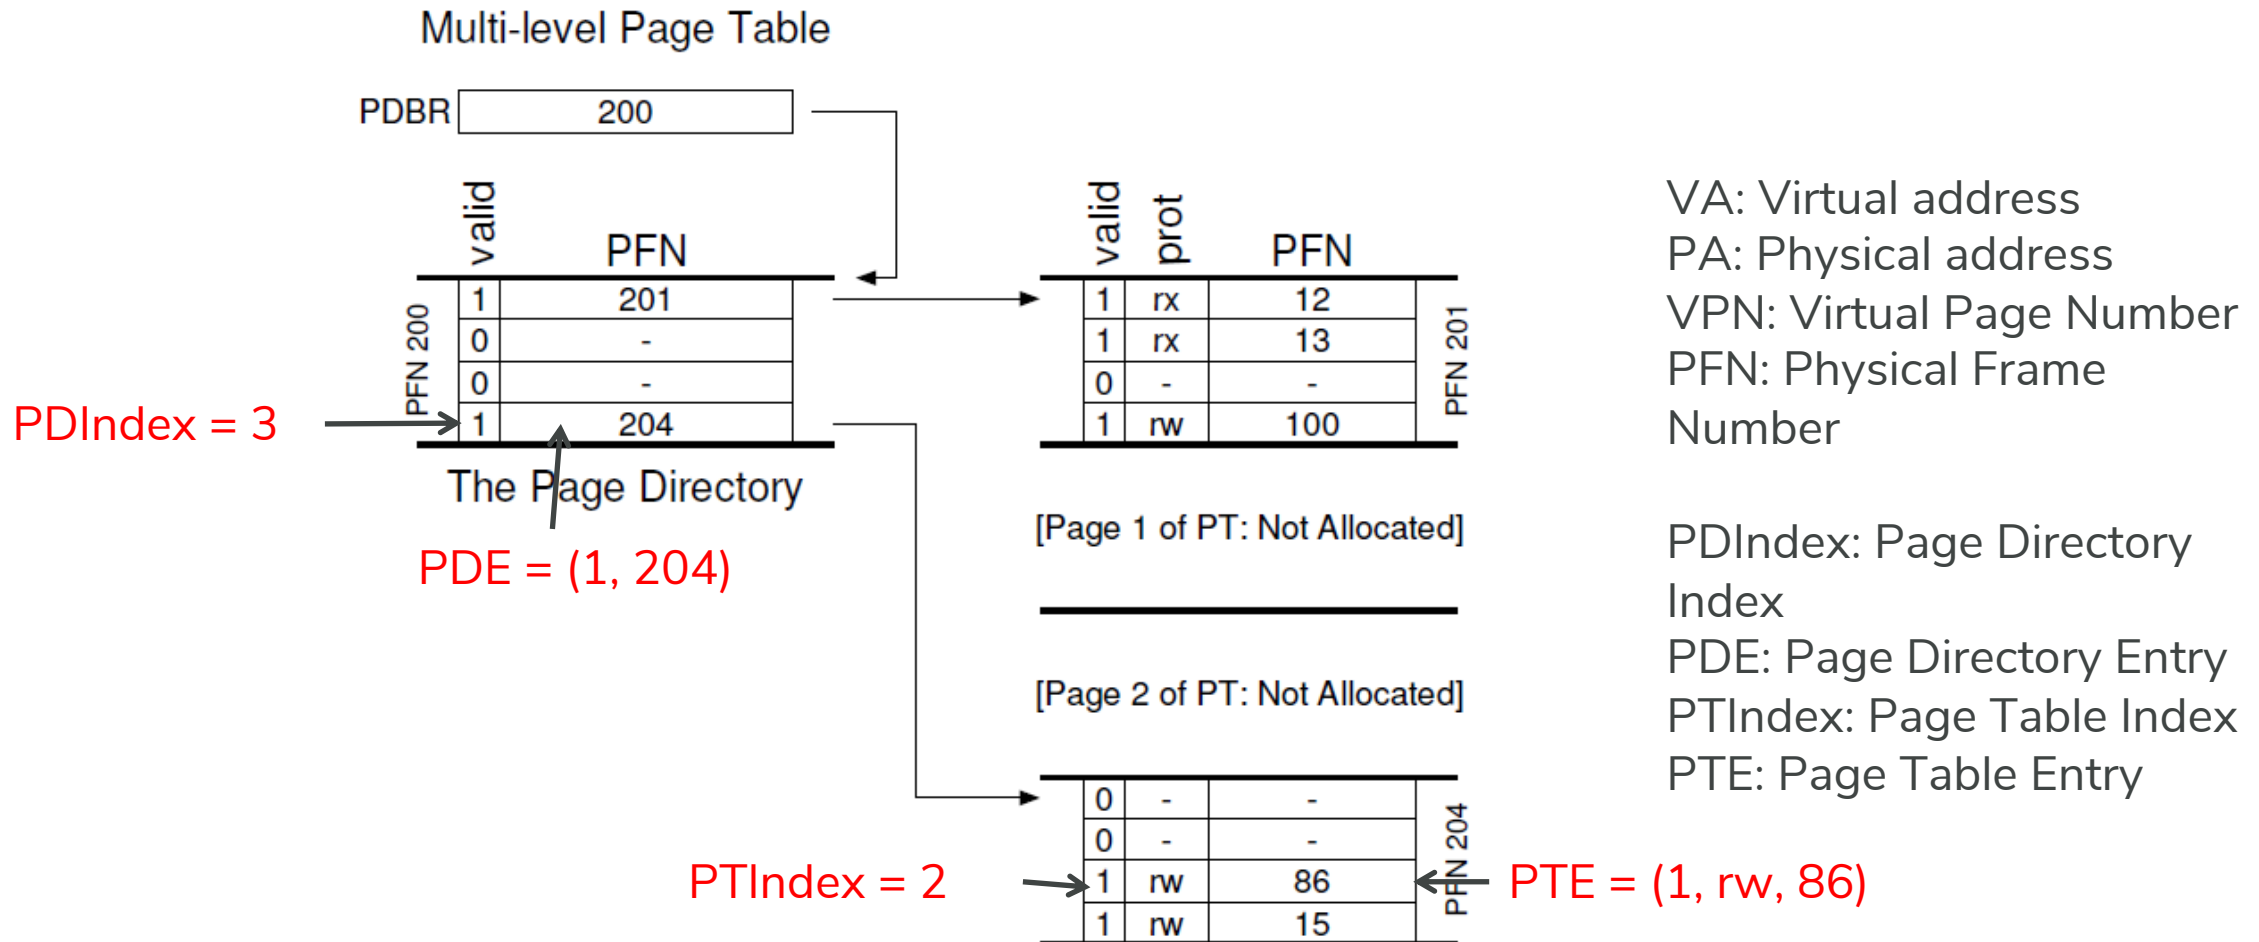 Multi-level Page Table
PDBR 200
valid PFN
PFN 200
1 201
0 -
0 -
1 204
PDIndex = 3
The Page Directory
PDE = (1, 204)
valid prot PFN
1 rx 12
1 rx 13
0 - -
1 rw 100
PFN 201
[Page 1 of PT: Not Allocated]
[Page 2 of PT: Not Allocated]
0 - -
0 - -
1 rw 86
1 rw 15
PFN 204
PTIndex = 2
PTE = (1, rw, 86)
VA: Virtual address
PA: Physical address
VPN: Virtual Page Number
PFN: Physical Frame
Number
PDIndex: Page Directory
Index
PDE: Page Directory Entry
PTIndex: Page Table Index
PTE: Page Table Entry